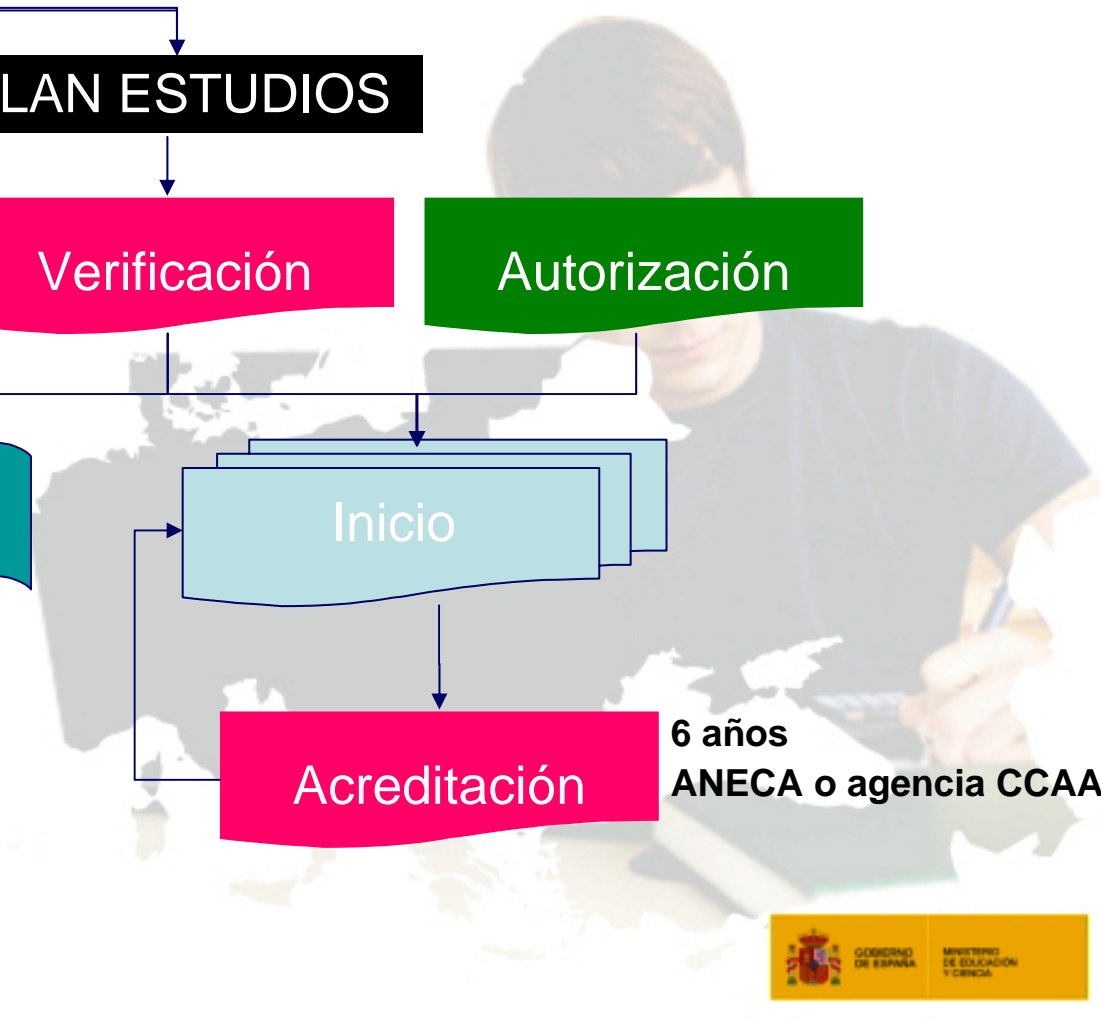 LAN ESTUDIOS
Verificación
Autorización
Inicio
Acreditación
6 años
ANECA o agencia CCAA
GOBIERNO
DE ESPAÑA
MINISTERIO
DE EDUCACIÓN
Y CIENCIA